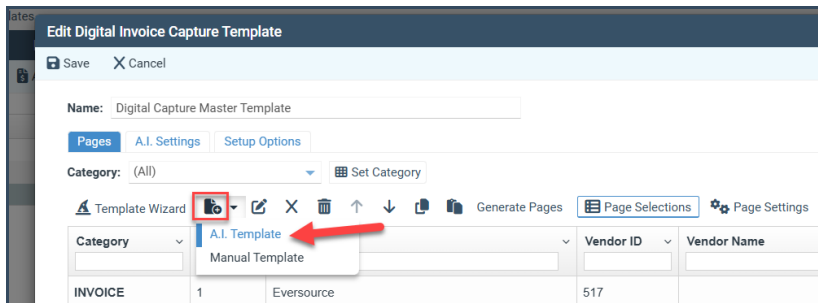 lates
Edit Digital Invoice Capture Template
Save X Cancel
Name: Digital Capture Master Template
Pages A.I. Settings Setup Options
Category: (All) Set Category
Template Wizard Generate Pages Page Selections Page Settings
Category A.I. Template Vendor ID Vendor Name
Manual Template
INVOICE 1 Eversource 517